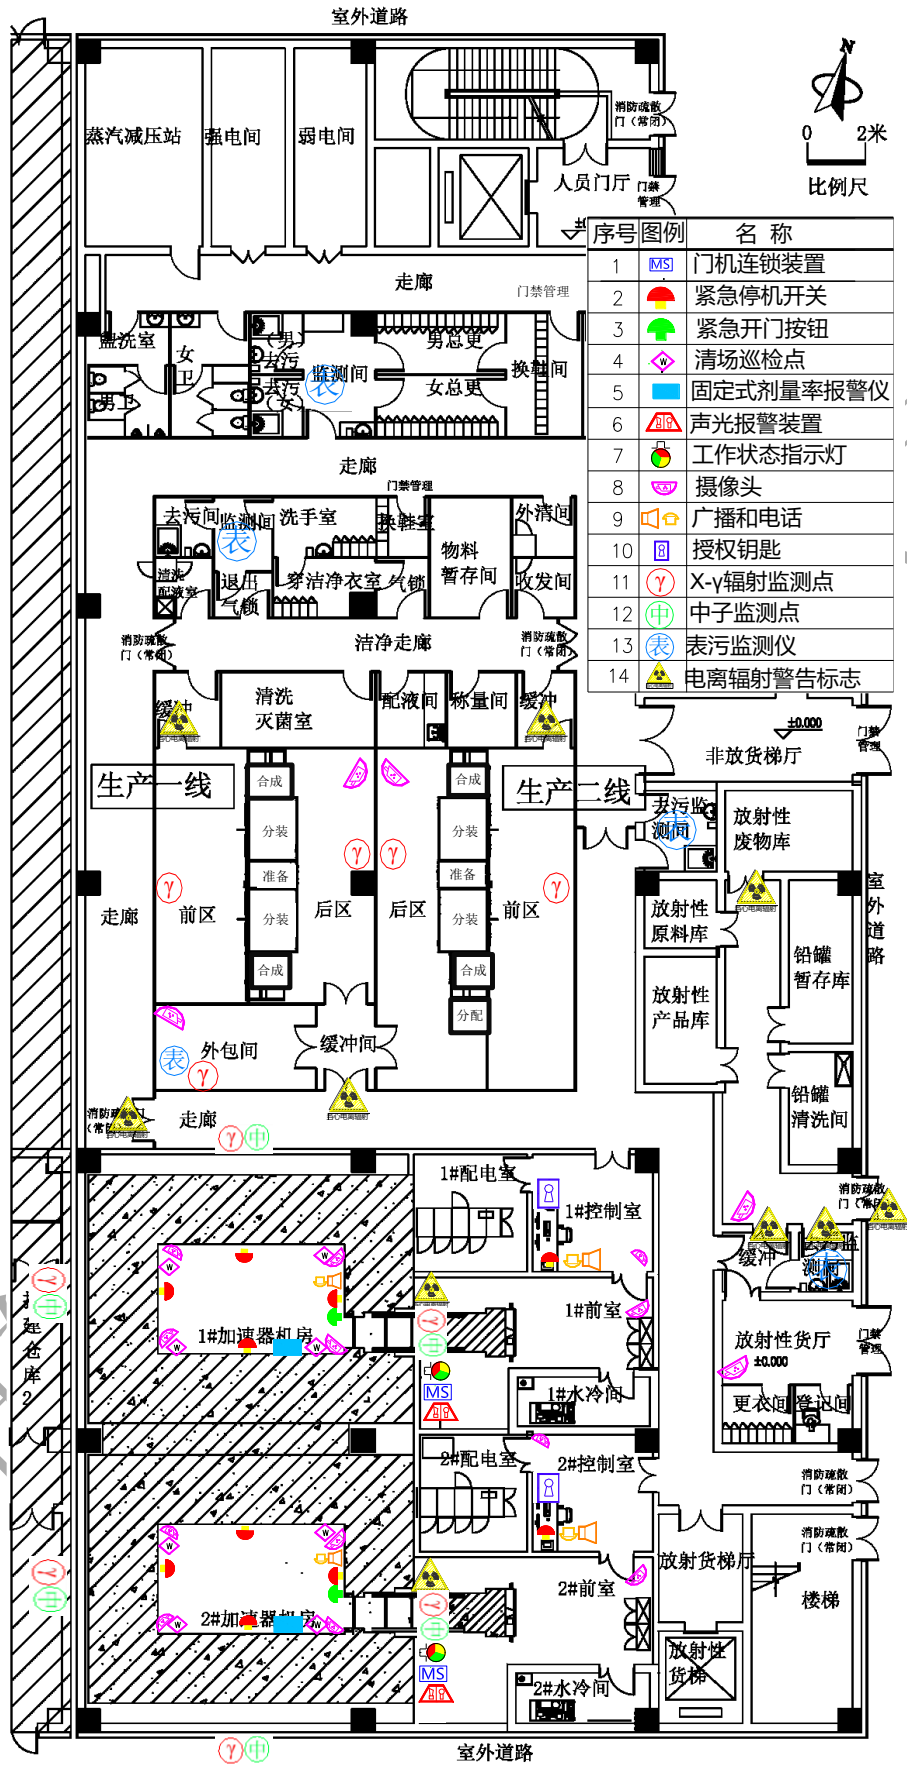 室外道路
N
0 2米
比例尺
蒸汽减压站
强电间
弱电间
消防疏散
门（常闭）
人员门厅
门禁
管理
走廊
门禁管理
序号 图例 名 称
1 MS 门机连锁装置
2 紧急停机开关
3 紧急开门按钮
4 W 清场巡检点
5 固定式剂量率报警仪
6 声光报警装置
7 工作状态指示灯
8 摄像头
9 广播和电话
10 授权钥匙
11 γ X-γ辐射监测点
12 中 中子监测点
13 表 表污监测仪
14 电离辐射警告标志
盥洗室
女
卫
男卫
（男）
去污
去污
（女）
监测间
表
男总更
女总更
换鞋间
走廊
门禁管理
去污间
监测间
表
洗手室
换鞋室
物料
暂存间
外清间
清洗
配液室
退出
气锁
穿洁净衣室
气锁
收发间
消防疏散
门（常闭）
洁净走廊
消防疏散
门（常闭）
缓冲
清洗
灭菌室
配液间
称量间
缓冲
±0.000
非放货梯厅
门禁
管理
生产一线
合成
合成
生产二线
去污监
测间
表
放射性
废物库
分装
分装
γ
γ
准备
准备
γ
γ
走廊
前区
后区
后区
前区
分装
分装
放射性
原料库
室
外
道
路
铅罐
暂存库
合成
合成
放射性
产品库
分配
外包间
表
γ
缓冲间
走廊
γ 中
铅罐
清洗间
消防疏散
1#配电室
1#控制室
缓冲
测间
表
γ
中
仓
库
2
1#加速器机房
W
W
W
W
γ
中
MS
1#前室
1#水冷间
放射性货厅
±0.000
门禁
管理
更衣间
登记间
2#配电室
2#控制室
消防疏散
门（常闭）
消防疏散
门（常闭）
放射货梯厅
楼梯
γ
中
2#加速器机房
W
W
W
W
γ
中
MS
2#前室
放射性
货梯
2#水冷间
γ 中
室外道路